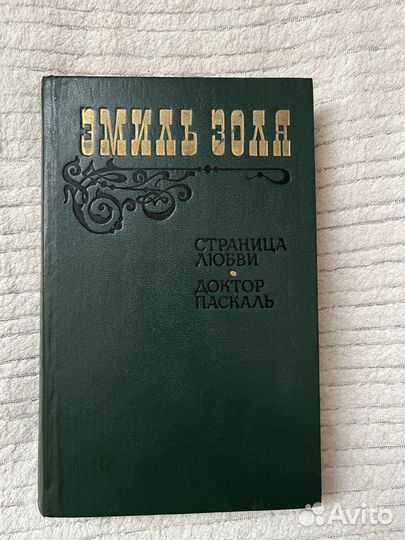 ЭМИЛЬ ЗОЛЯ
СТРАНИЦА
ЛЮБВИ
ДОКТОР
ПАСКАЛЬ
Avito